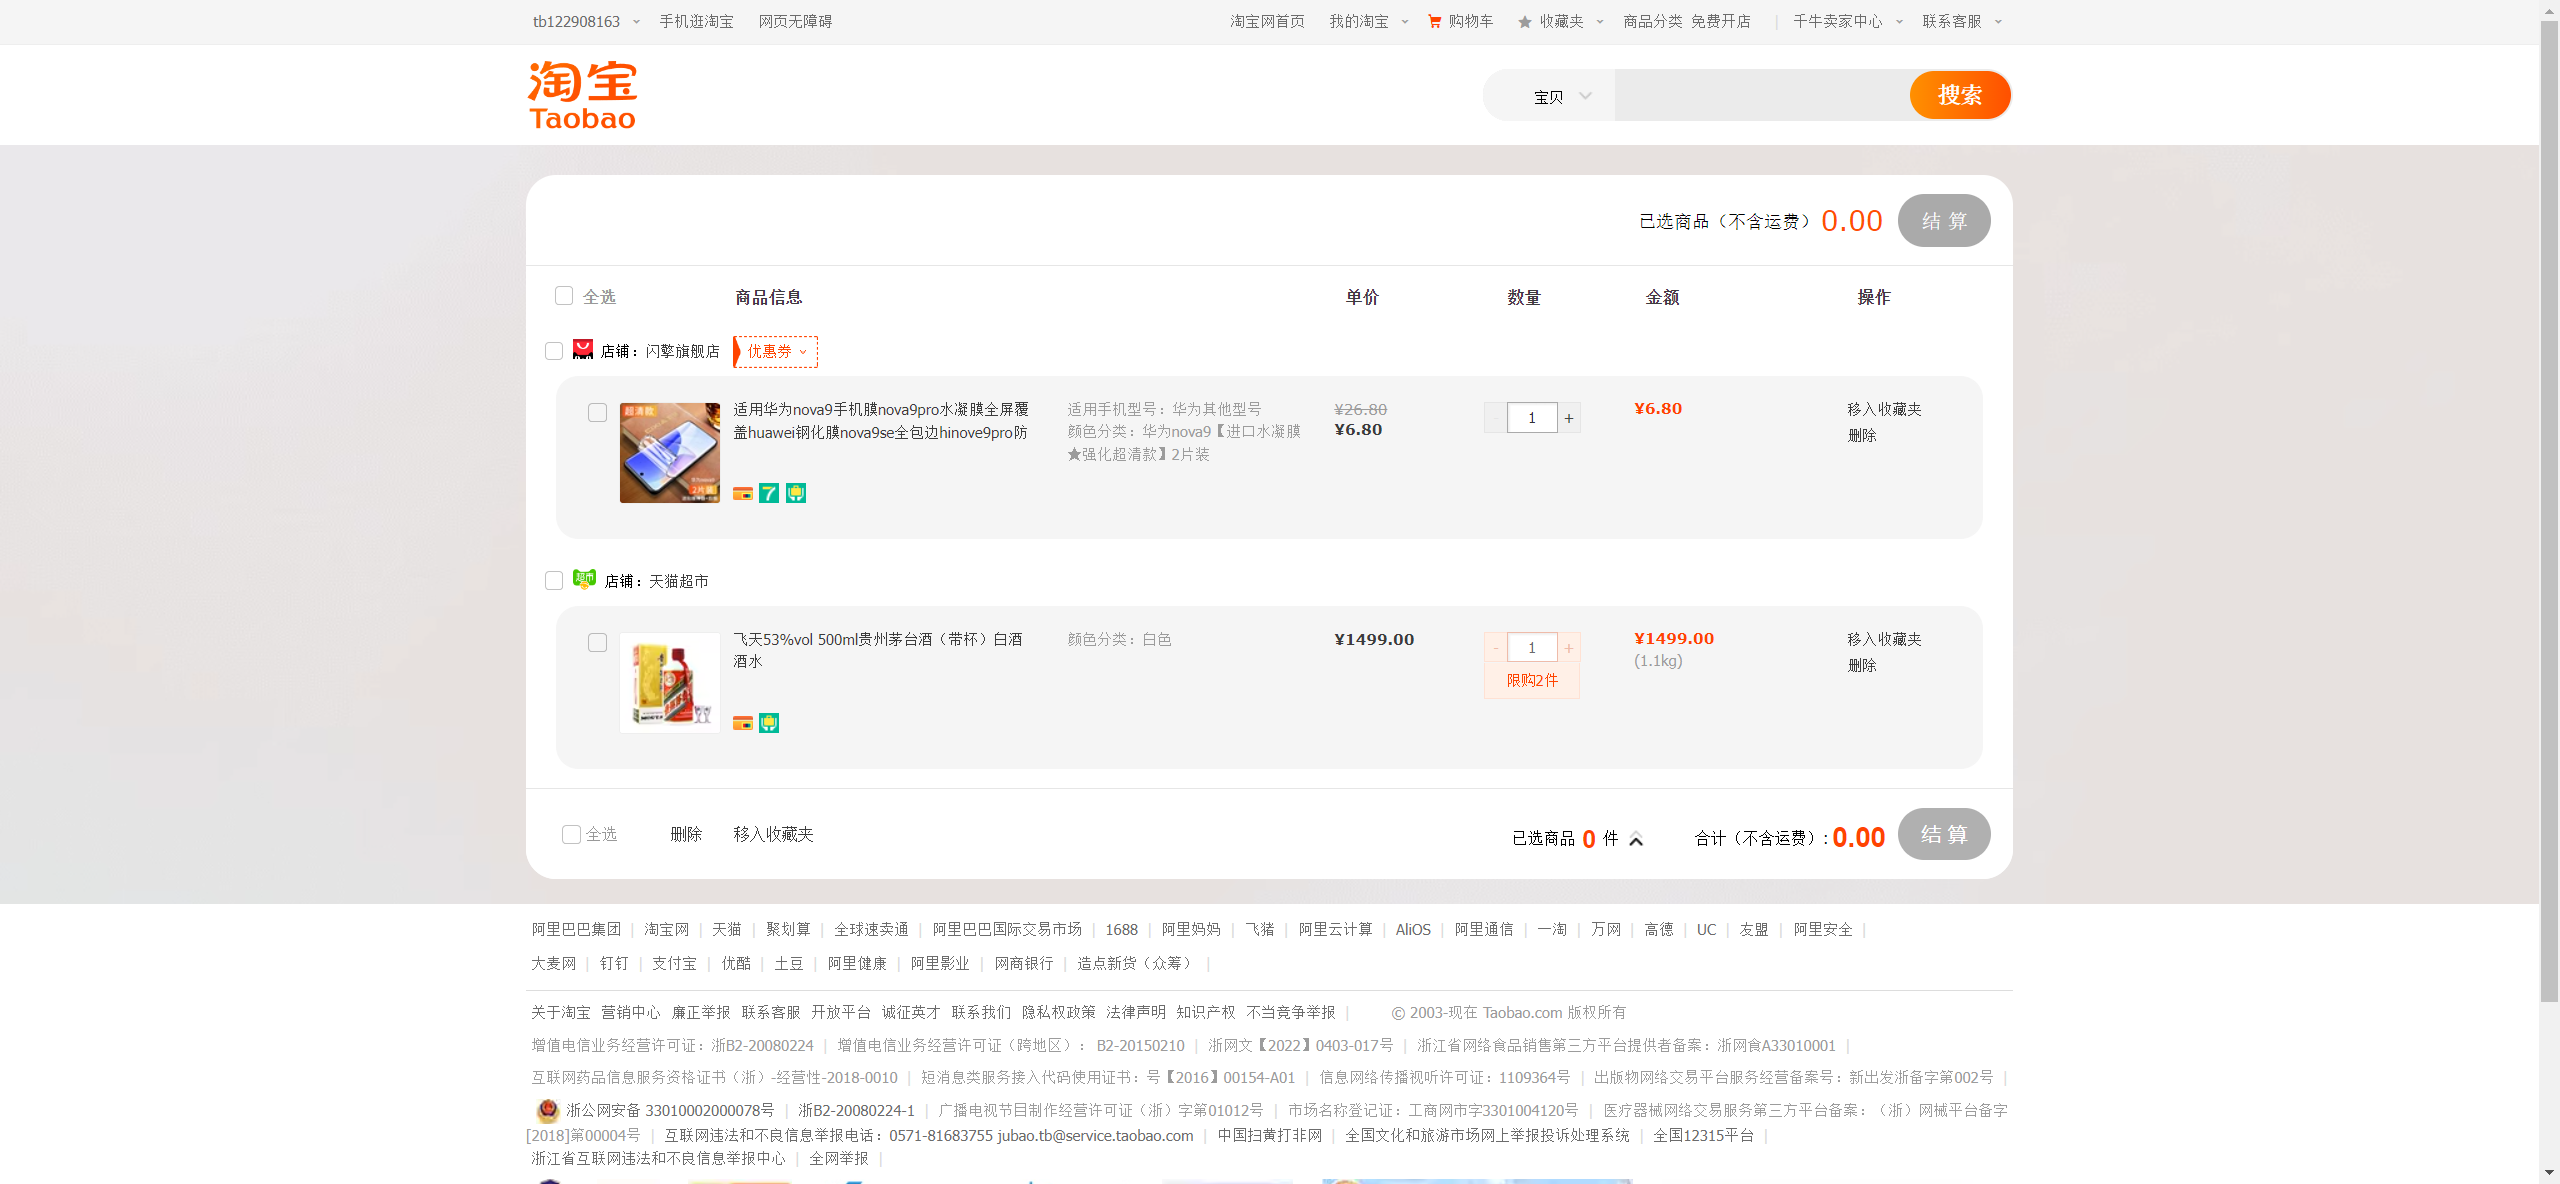 tb122908163 手机逛淘宝 网页无障碍 淘宝网首页 我的淘宝 购物车 收藏夹 商品分类 免费开店 | 千牛卖家中心 联系客服
淘宝
Taobao
宝贝 搜索
已选商品（不含运费） 0.00 结 算
全选 商品信息 单价 数量 金额 操作
店铺：闪擎旗舰店 优惠券
超清款
2片装
适用华为nova9手机膜nova9pro水凝膜全屏覆
盖huawei钢化膜nova9se全包边hinove9pro防
7
适用手机型号：华为其他型号
颜色分类：华为nova9【进口水凝膜
★强化超清款】2片装
¥26.80
¥6.80
- 1 +
¥6.80
移入收藏夹
删除
超市 店铺：天猫超市
飞天53%vol 500ml贵州茅台酒（带杯）白酒
酒水
颜色分类：白色
¥1499.00
- 1 +
限购2件
¥1499.00
(1.1kg)
移入收藏夹
删除
全选 删除 移入收藏夹 已选商品 0 件 合计（不含运费）: 0.00 结 算
阿里巴巴集团 | 淘宝网 | 天猫 | 聚划算 | 全球速卖通 | 阿里巴巴国际交易市场 | 1688 | 阿里妈妈 | 飞猪 | 阿里云计算 | AliOS | 阿里通信 | 一淘 | 万网 | 高德 | UC | 友盟 | 阿里安全 |
大麦网 | 钉钉 | 支付宝 | 优酷 | 土豆 | 阿里健康 | 阿里影业 | 网商银行 | 造点新货（众筹） |
关于淘宝 营销中心 廉正举报 联系客服 开放平台 诚征英才 联系我们 隐私权政策 法律声明 知识产权 不当竞争举报 | © 2003-现在 Taobao.com 版权所有
增值电信业务经营许可证：浙B2-20080224 | 增值电信业务经营许可证（跨地区）： B2-20150210 | 浙网文【2022】0403-017号 | 浙江省网络食品销售第三方平台提供者备案：浙网食A33010001 |
互联网药品信息服务资格证书（浙）-经营性-2018-0010 | 短消息类服务接入代码使用证书：号【2016】00154-A01 | 信息网络传播视听许可证：1109364号 | 出版物网络交易平台服务经营备案号：新出发浙备字第002号 |
浙公网安备 33010002000078号 | 浙B2-20080224-1 | 广播电视节目制作经营许可证（浙）字第01012号 | 市场名称登记证：工商网市字3301004120号 | 医疗器械网络交易服务第三方平台备案：（浙）网械平台备字
[2018]第00004号 | 互联网违法和不良信息举报电话：0571-81683755 jubao.tb@service.taobao.com | 中国扫黄打非网 | 全国文化和旅游市场网上举报投诉处理系统 | 全国12315平台 |
浙江省互联网违法和不良信息举报中心 | 全网举报 |